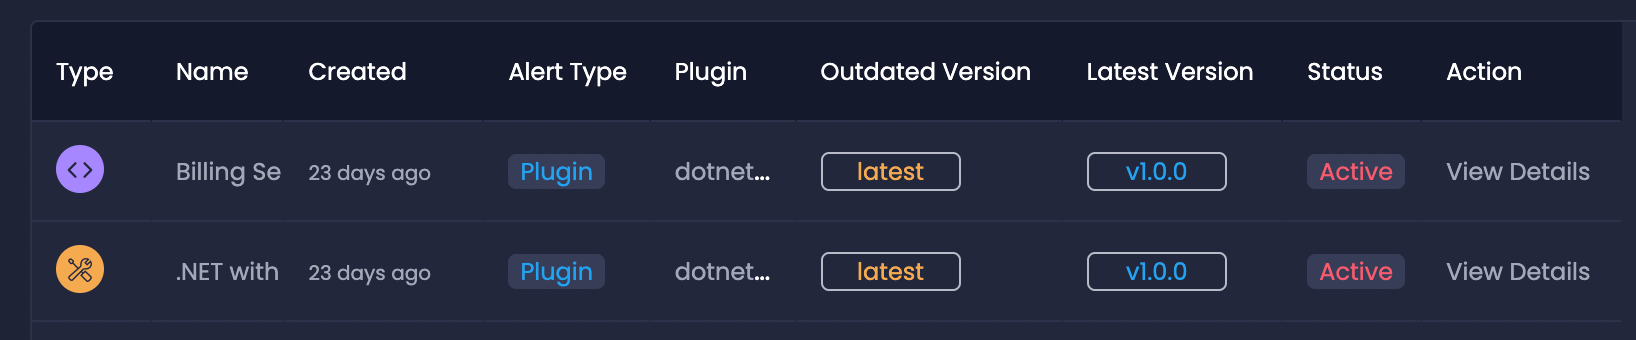 Type Name Created Alert Type Plugin Outdated Version Latest Version Status Action
Billing Se 23 days ago Plugin dotnet... latest v1.0.0 Active View Details
.NET with 23 days ago Plugin dotnet... latest v1.0.0 Active View Details